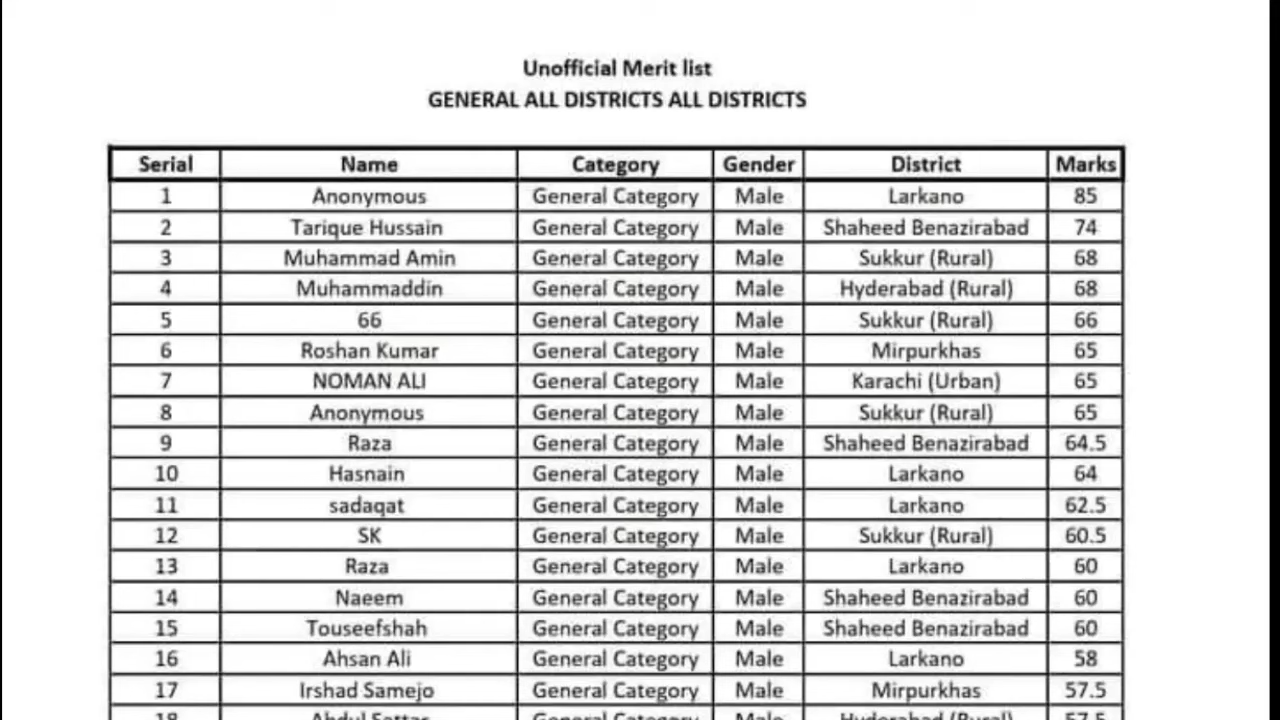 Unofficial Merit list
GENERAL ALL DISTRICTS ALL DISTRICTS
Serial Name Category Gender District Marks
1 Anonymous General Category Male Larkano 85
2 Tarique Hussain General Category Male Shaheed Benazirabad 74
3 Muhammad Amin General Category Male Sukkur (Rural) 68
4 Muhammaddin General Category Male Hyderabad (Rural) 68
5 66 General Category Male Sukkur (Rural) 66
6 Roshan Kumar General Category Male Mirpurkhas 65
7 NOMAN ALI General Category Male Karachi (Urban) 65
8 Anonymous General Category Male Sukkur (Rural) 65
9 Raza General Category Male Shaheed Benazirabad 64.5
10 Hasnain General Category Male Larkano 64
11 sadaqat General Category Male Larkano 62.5
12 SK General Category Male Sukkur (Rural) 60.5
13 Raza General Category Male Larkano 60
14 Naeem General Category Male Shaheed Benazirabad 60
15 Touseefshah General Category Male Shaheed Benazirabad 60
16 Ahsan Ali General Category Male Larkano 58
17 Irshad Samejo General Category Male Mirpurkhas 57.5
18 Abdul Sattar General Category Male Hyderabad (Rural) 57.5